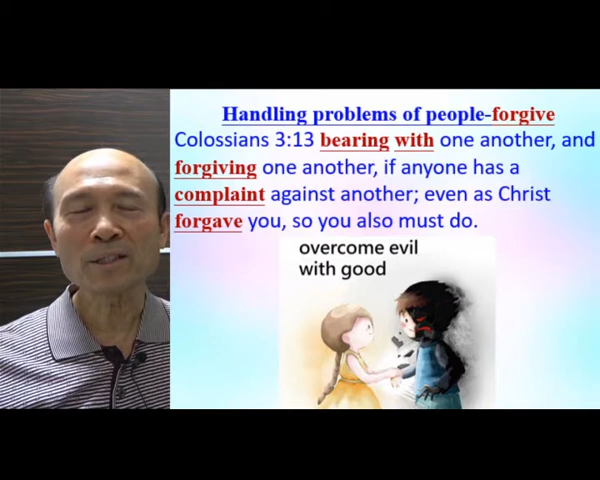 Handling problems of people-forgive
Colossians 3:13 bearing with one another, and
forgiving one another, if anyone has a
complaint against another; even as Christ
forgave you, so you also must do.
overcome evil
with good